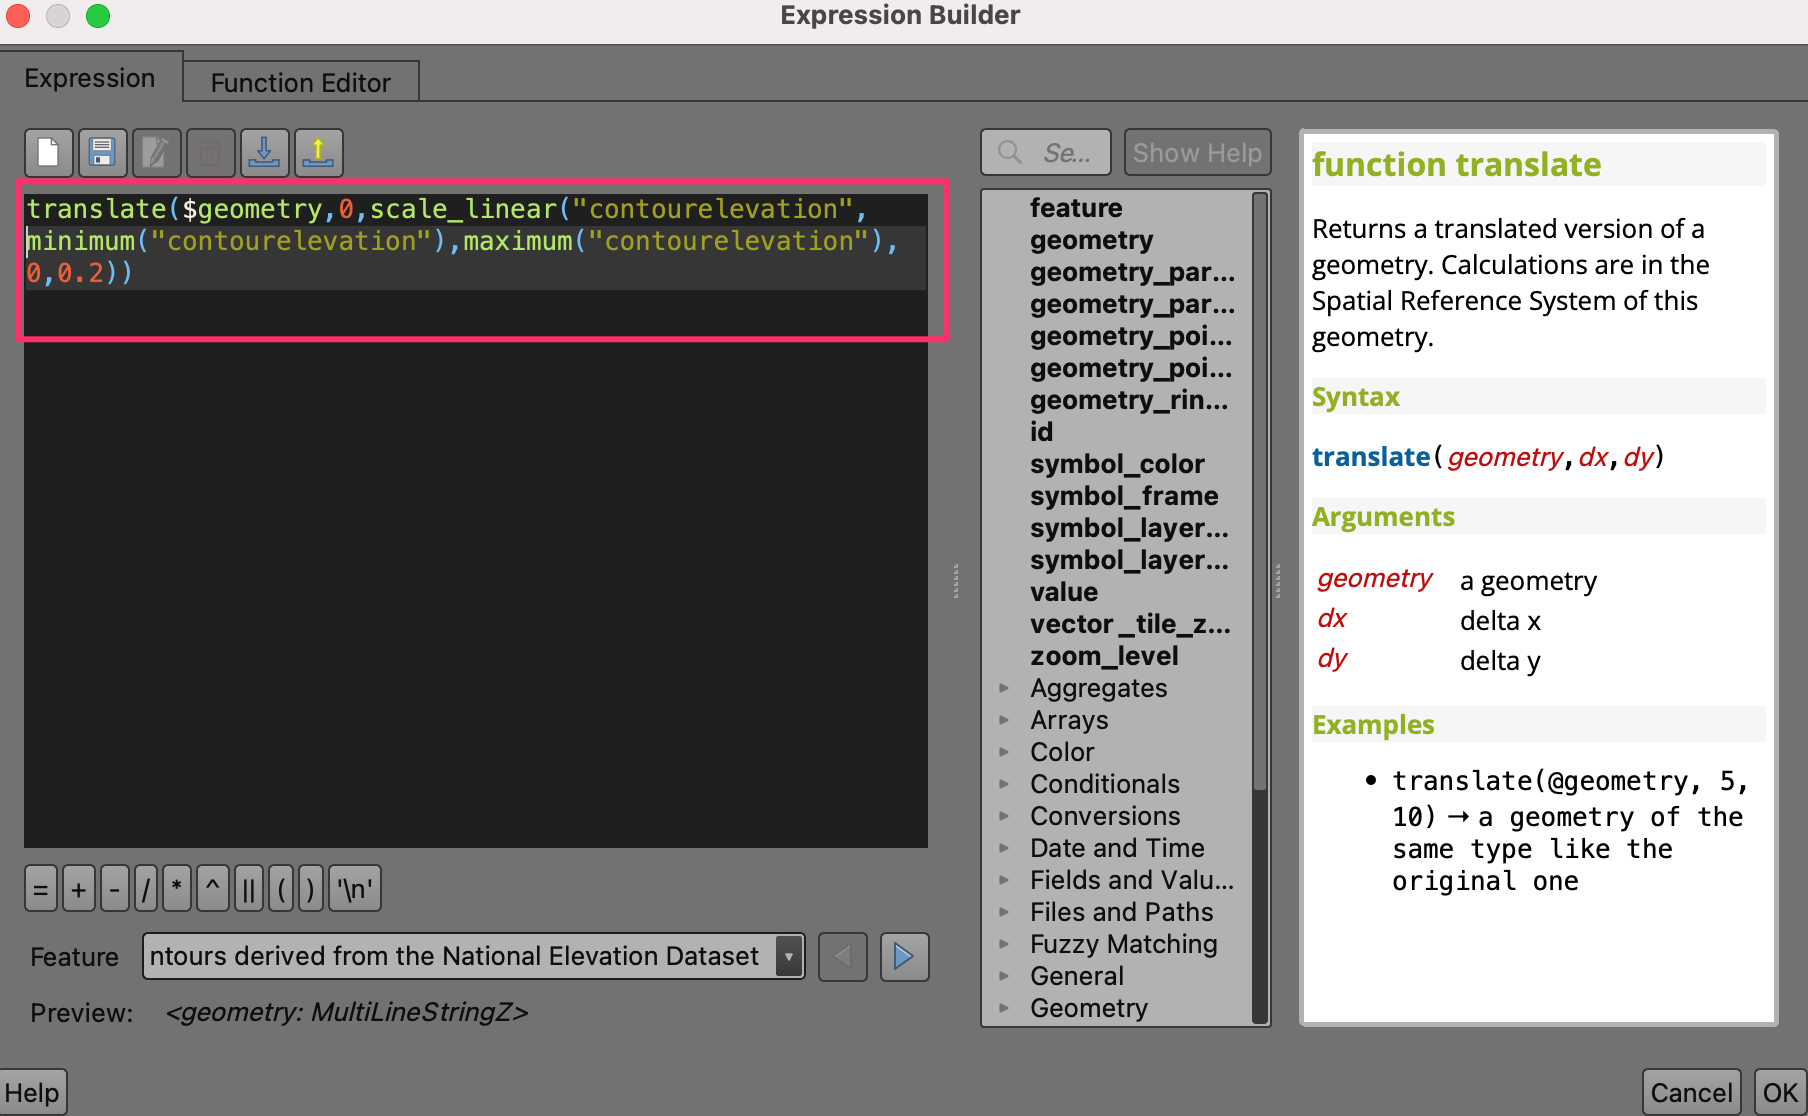 Expression Builder
Expression
Function Editor
Se...
Show Help
translate($geometry,0,scale_linear("contourelevation",
minimum("contourelevation"),maximum("contourelevation"),
0,0.2))
feature
geometry
geometry_par...
geometry_par...
geometry_poi...
geometry_poi...
geometry_rin...
id
symbol_color
symbol_frame
symbol_layer...
symbol_layer...
value
vector_tile_z...
zoom_level
Aggregates
Arrays
Color
Conditionals
Conversions
Date and Time
Fields and Valu...
Files and Paths
Fuzzy Matching
General
Geometry
function translate
Returns a translated version of a
geometry. Calculations are in the
Spatial Reference System of this
geometry.
Syntax
translate(geometry,dx,dy)
Arguments
geometry a geometry
dx delta x
dy delta y
Examples
• translate(@geometry, 5,
10) → a geometry of the
same type like the
original one
= + - / * ^ || ( ) '\n'
Feature ntours derived from the National Elevation Dataset
Preview: <geometry: MultiLineStringZ>
Help
Cancel
OK